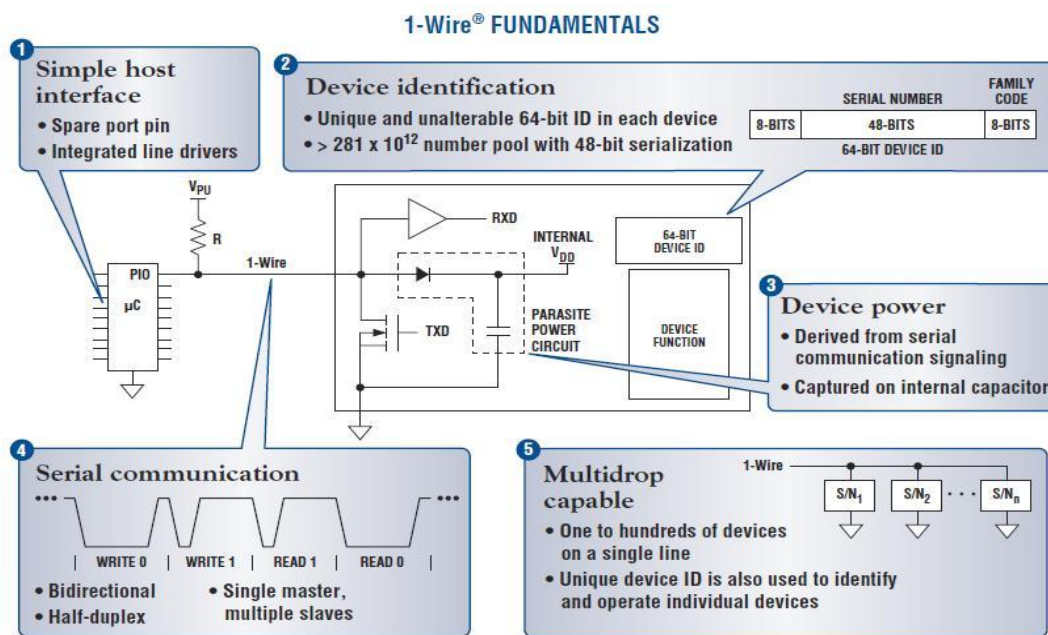 1-Wire® FUNDAMENTALS
1
Simple host
interface
• Spare port pin
• Integrated line drivers
2
Device identification
• Unique and unalterable 64-bit ID in each device
• > 281 x 10¹² number pool with 48-bit serialization
SERIAL NUMBER
FAMILY
CODE
8-BITS
48-BITS
8-BITS
64-BIT DEVICE ID
VPU
R
1-Wire
PIO
µC
RXD
TXD
INTERNAL
VDD
PARASITE
POWER
CIRCUIT
64-BIT
DEVICE ID
DEVICE
FUNCTION
3
Device power
• Derived from serial
communication signaling
• Captured on internal capacitor
4
Serial communication
••• •••
| WRITE 0 | WRITE 1 | READ 1 | READ 0 |
• Bidirectional
• Half-duplex
• Single master,
multiple slaves
5
Multidrop
capable
1-Wire
S/N1 S/N2 · · · S/Nn
• One to hundreds of devices
on a single line
• Unique device ID is also used to identify
and operate individual devices